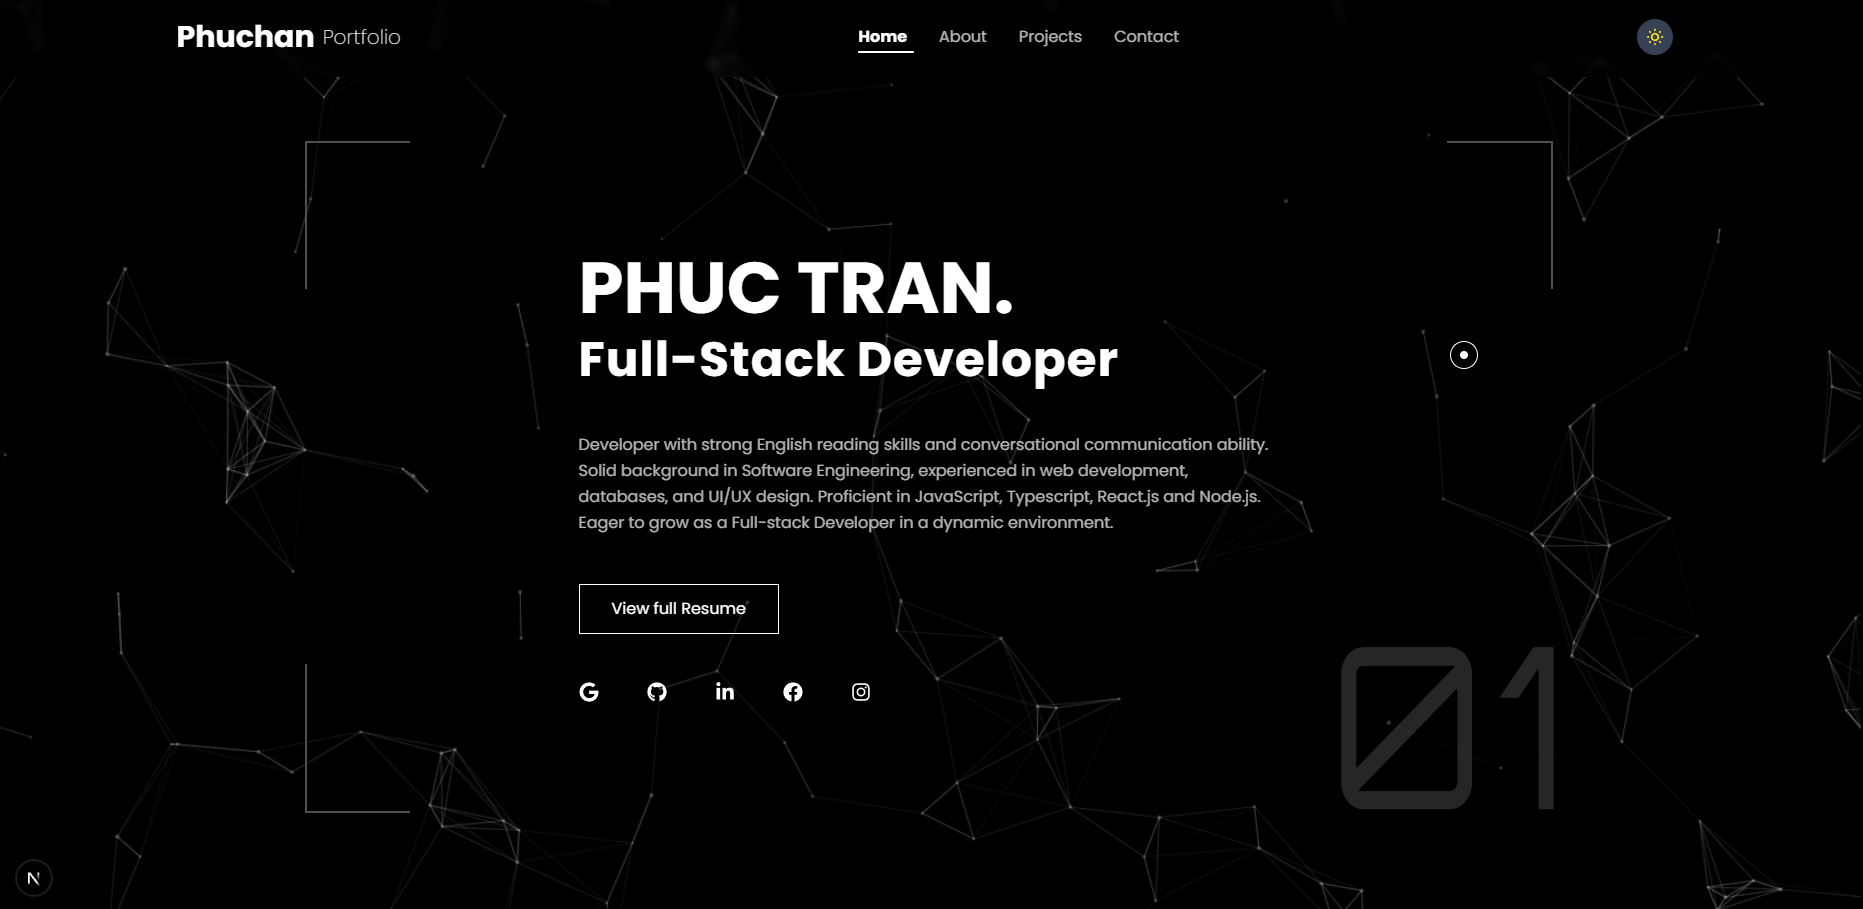 Phuchan Portfolio
Home About Projects Contact
PHUC TRAN.
Full-Stack Developer
Developer with strong English reading skills and conversational communication ability.
Solid background in Software Engineering, experienced in web development,
databases, and UI/UX design. Proficient in JavaScript, Typescript, React.js and Node.js.
Eager to grow as a Full-stack Developer in a dynamic environment.
View full Resume
01
N